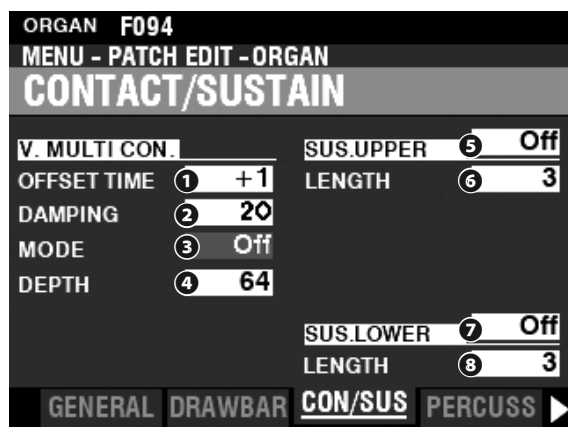 ORGAN F094
MENU - PATCH EDIT - ORGAN
CONTACT/SUSTAIN
V. MULTI CON.
OFFSET TIME 1 +1
DAMPING 2 20
MODE 3 Off
DEPTH 4 64
SUS.UPPER 5 Off
LENGTH 6 3
SUS.LOWER 7 Off
LENGTH 8 3
GENERAL DRAWBAR CON/SUS PERCUSS